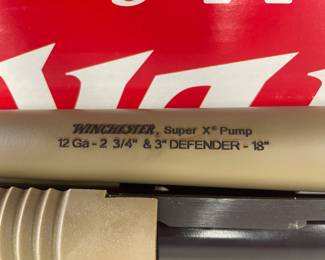 WINCHESTER, Super X® Pump
12 Ga - 2 3/4" & 3" DEFENDER - 18"